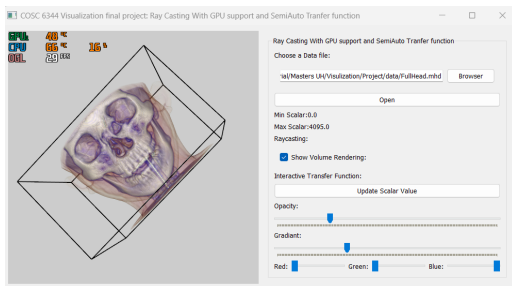 COSC 6344 Visualization final project: Ray Casting With GPU support and SemiAuto Tranfer function
GPU 48 °C
CPU 66 °C 16 %
OGL 29 FPS
Ray Casting With GPU support and SemiAuto Tranfer function
Choose a Data file:
ial/Masters UH/Visulization/Project/data/FullHead.mhd Browser
Open
Min Scalar:0.0
Max Scalar:4095.0
Raycasting:
Show Volume Rendering:
Interactive Transfer Function:
Update Scalar Value
Opacity:
Gradiant:
Red: Green: Blue: